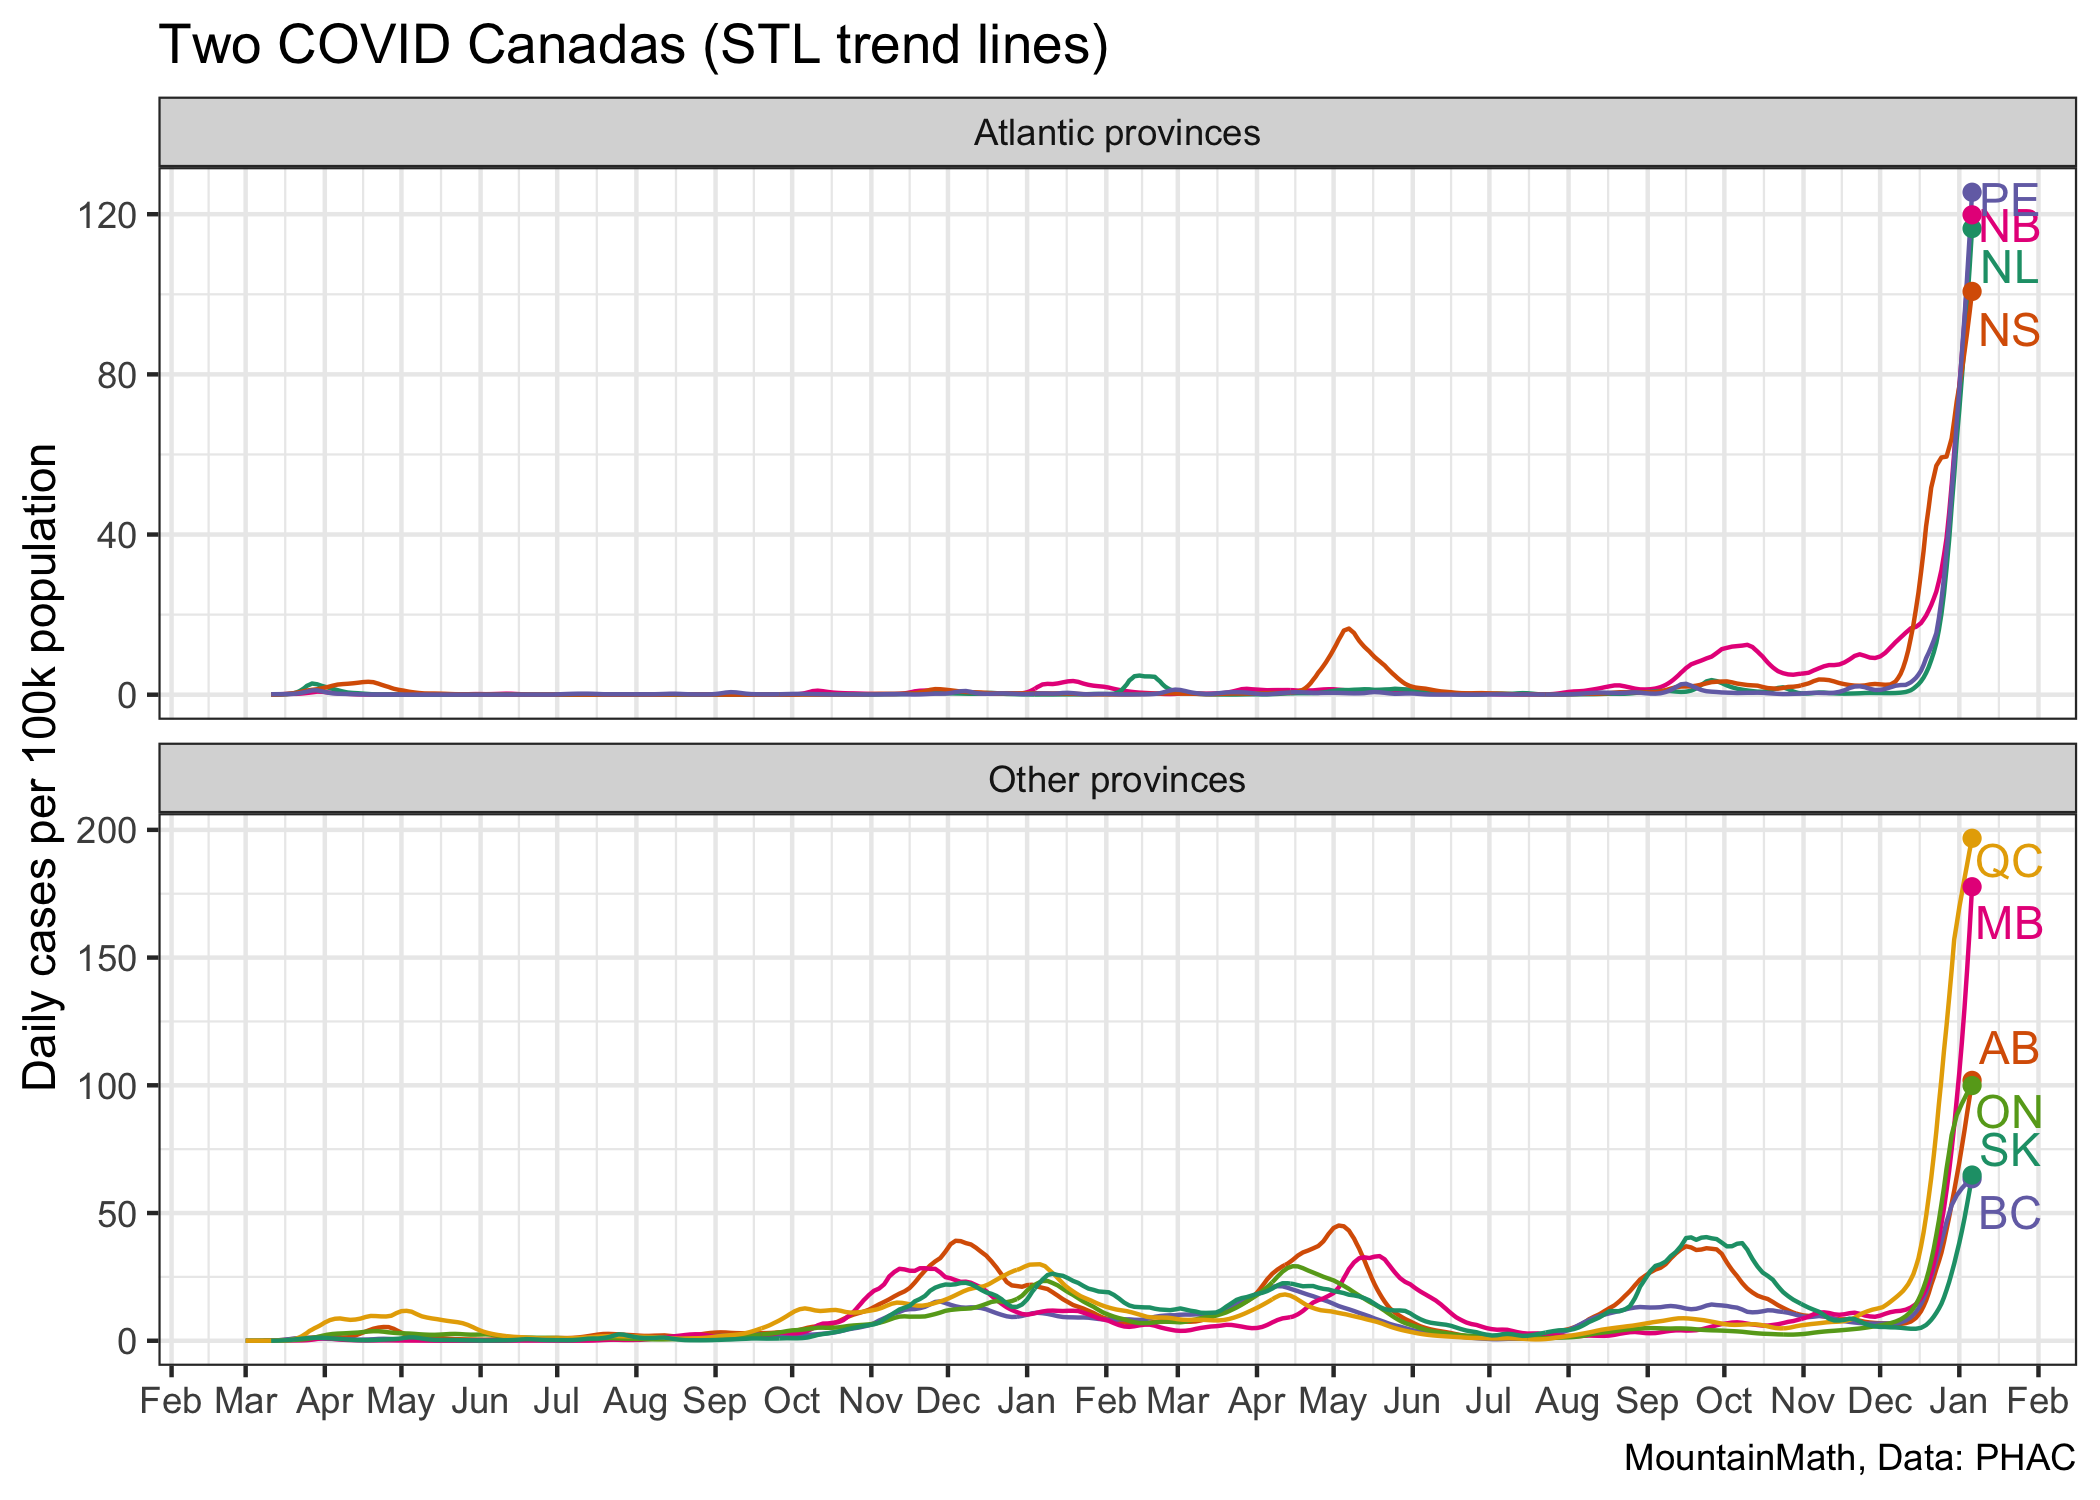 Two COVID Canadas (STL trend lines)
Atlantic provinces
120
80
40
0
PE
NB
NL
NS
Daily cases per 100k population
Other provinces
200
150
100
50
0
QC
MB
AB
ON
SK
BC
Feb Mar Apr May Jun Jul Aug Sep Oct Nov Dec Jan Feb Mar Apr May Jun Jul Aug Sep Oct Nov Dec Jan Feb
MountainMath, Data: PHAC